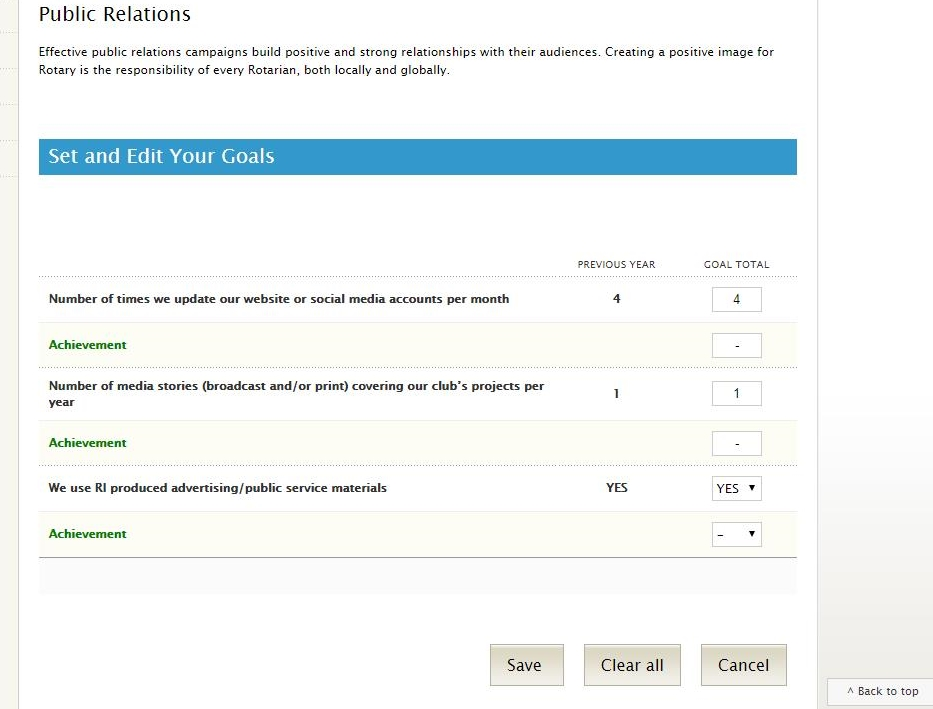 Public Relations
Effective public relations campaigns build positive and strong relationships with their audiences. Creating a positive image for
Rotary is the responsibility of every Rotarian, both locally and globally.
Set and Edit Your Goals
PREVIOUS YEAR GOAL TOTAL
Number of times we update our website or social media accounts per month 4 4
Achievement -
Number of media stories (broadcast and/or print) covering our club's projects per
year 1 1
Achievement -
We use RI produced advertising/public service materials YES YES
Achievement –
Save Clear all Cancel
^ Back to top